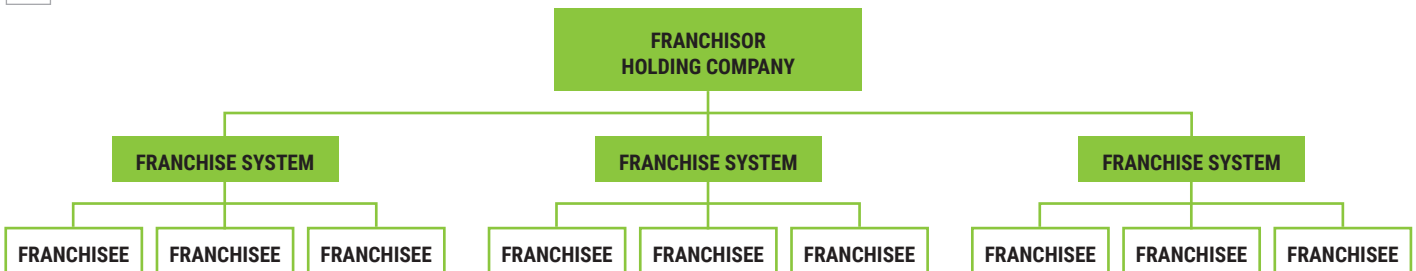 FRANCHISOR
HOLDING COMPANY
FRANCHISE SYSTEM
FRANCHISE SYSTEM
FRANCHISE SYSTEM
FRANCHISEE
FRANCHISEE
FRANCHISEE
FRANCHISEE
FRANCHISEE
FRANCHISEE
FRANCHISEE
FRANCHISEE
FRANCHISEE